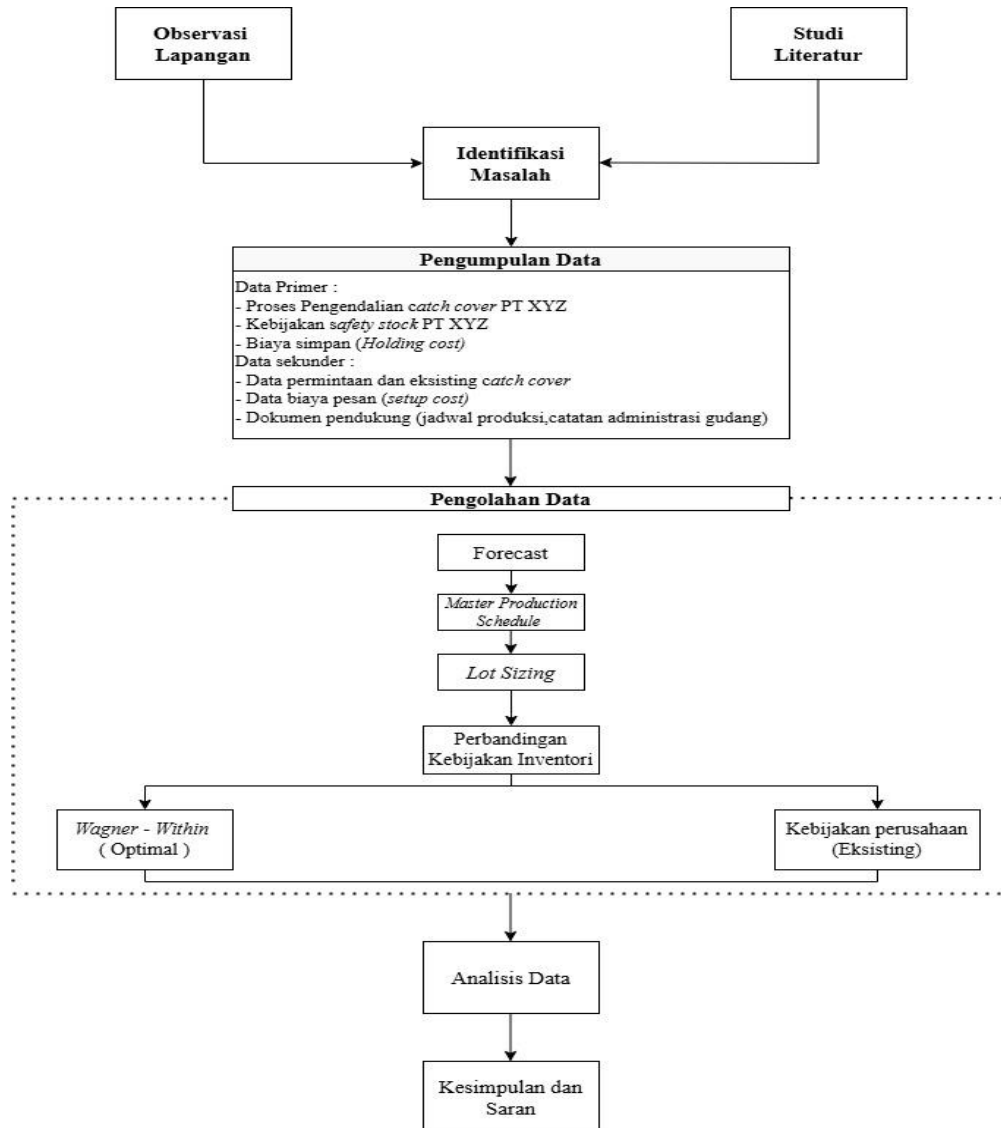 Observasi
Lapangan
Studi
Literatur
Identifikasi
Masalah
Pengumpulan Data
Data Primer :
- Proses Pengendalian catch cover PT XYZ
- Kebijakan safety stock PT XYZ
- Biaya simpan (Holding cost)
Data sekunder :
- Data permintaan dan eksisting catch cover
- Data biaya pesan (setup cost)
- Dokumen pendukung (jadwal produksi,catatan administrasi gudang)
Pengolahan Data
Forecast
Master Production
Schedule
Lot Sizing
Perbandingan
Kebijakan Inventori
Wagner - Within
( Optimal )
Kebijakan perusahaan
(Eksisting)
Analisis Data
Kesimpulan dan
Saran